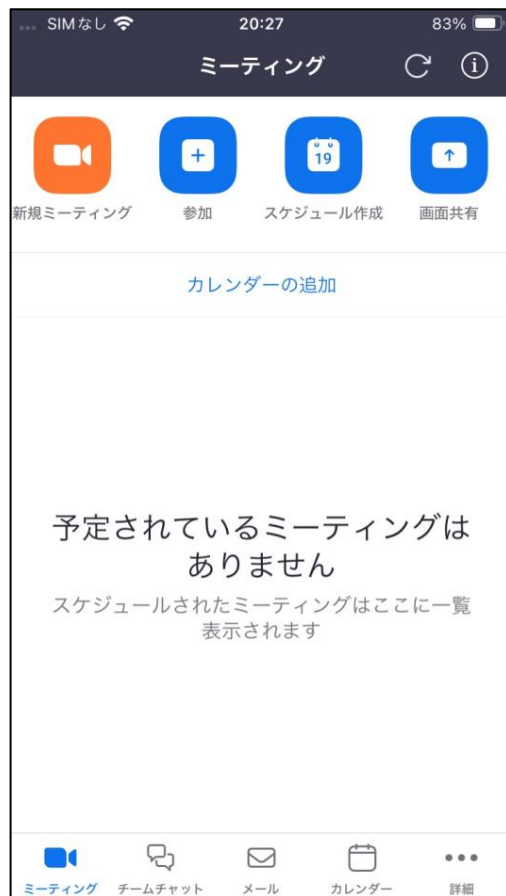 SIMなし 20:27 83%
ミーティング
19
新規ミーティング 参加 スケジュール作成 画面共有
カレンダーの追加
予定されているミーティングは
ありません
スケジュールされたミーティングはここに一覧
表示されます
ミーティング チームチャット メール カレンダー 詳細